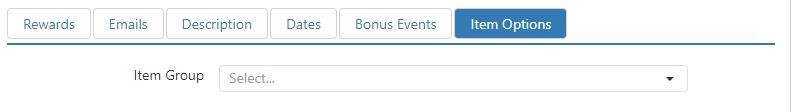 Rewards Emails Description Dates Bonus Events Item Options
Item Group Select...